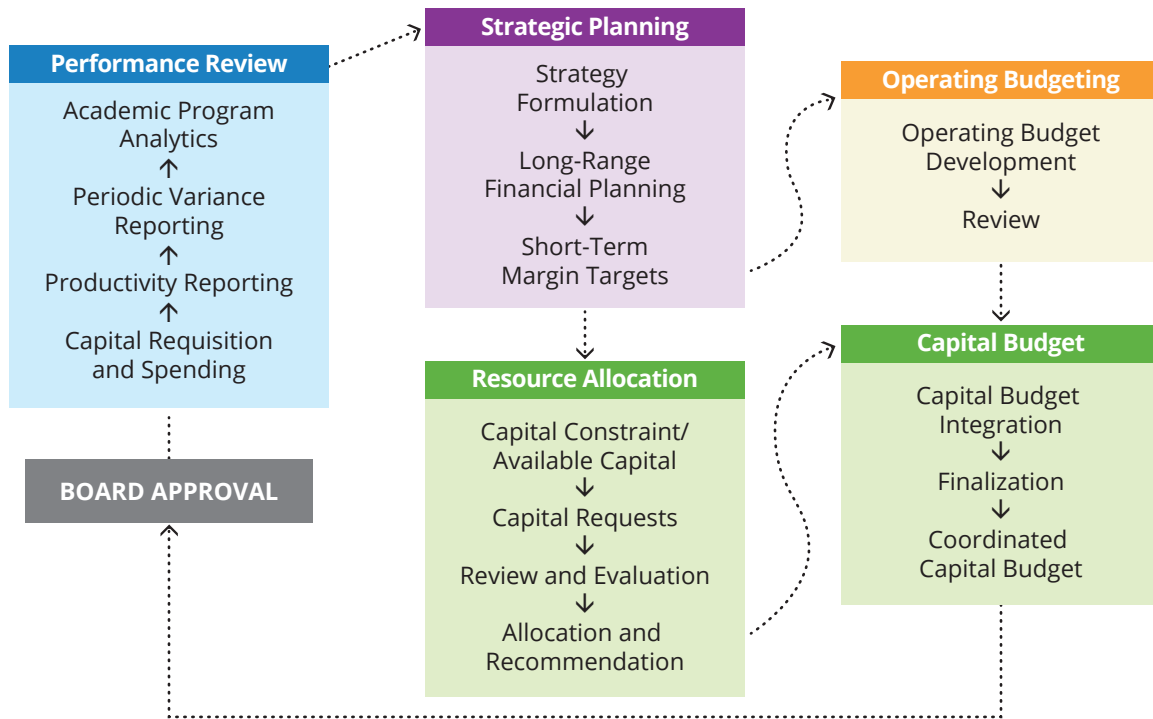 Performance Review
Academic Program
Analytics
Periodic Variance
Reporting
Productivity Reporting
Capital Requisition
and Spending
BOARD APPROVAL
Strategic Planning
Strategy
Formulation
Long-Range
Financial Planning
Short-Term
Margin Targets
Resource Allocation
Capital Constraint/
Available Capital
Capital Requests
Review and Evaluation
Allocation and
Recommendation
Operating Budgeting
Operating Budget
Development
Review
Capital Budget
Capital Budget
Integration
Finalization
Coordinated
Capital Budget